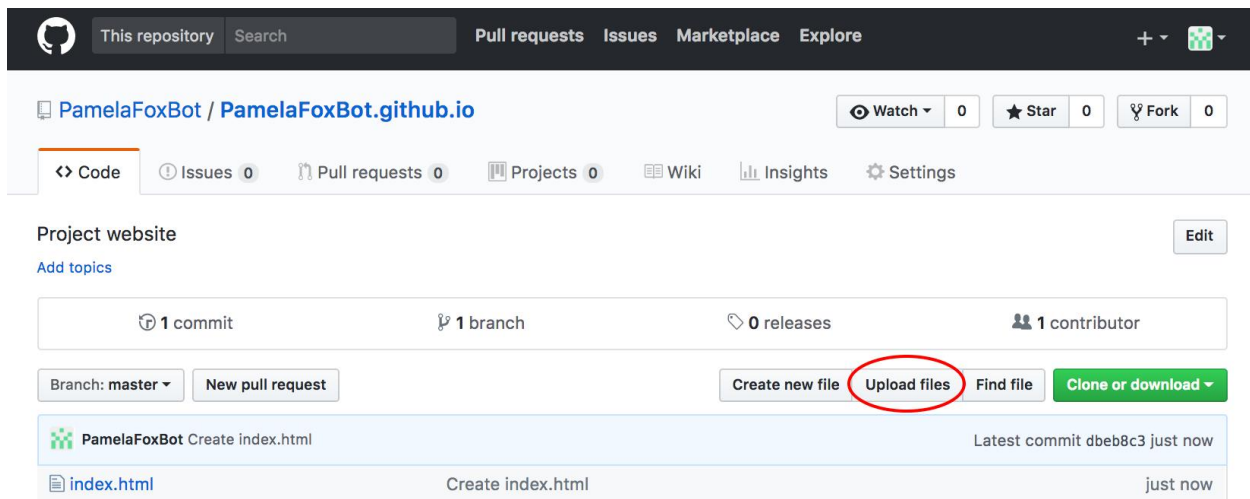 This repository Search Pull requests Issues Marketplace Explore
PamelaFoxBot / PamelaFoxBot.github.io Watch 0 Star 0 Fork 0
Code Issues 0 Pull requests 0 Projects 0 Wiki Insights Settings
Project website Edit
Add topics
1 commit 1 branch 0 releases 1 contributor
Branch: master New pull request Create new file Upload files Find file Clone or download
PamelaFoxBot Create index.html Latest commit dbeb8c3 just now
index.html Create index.html just now